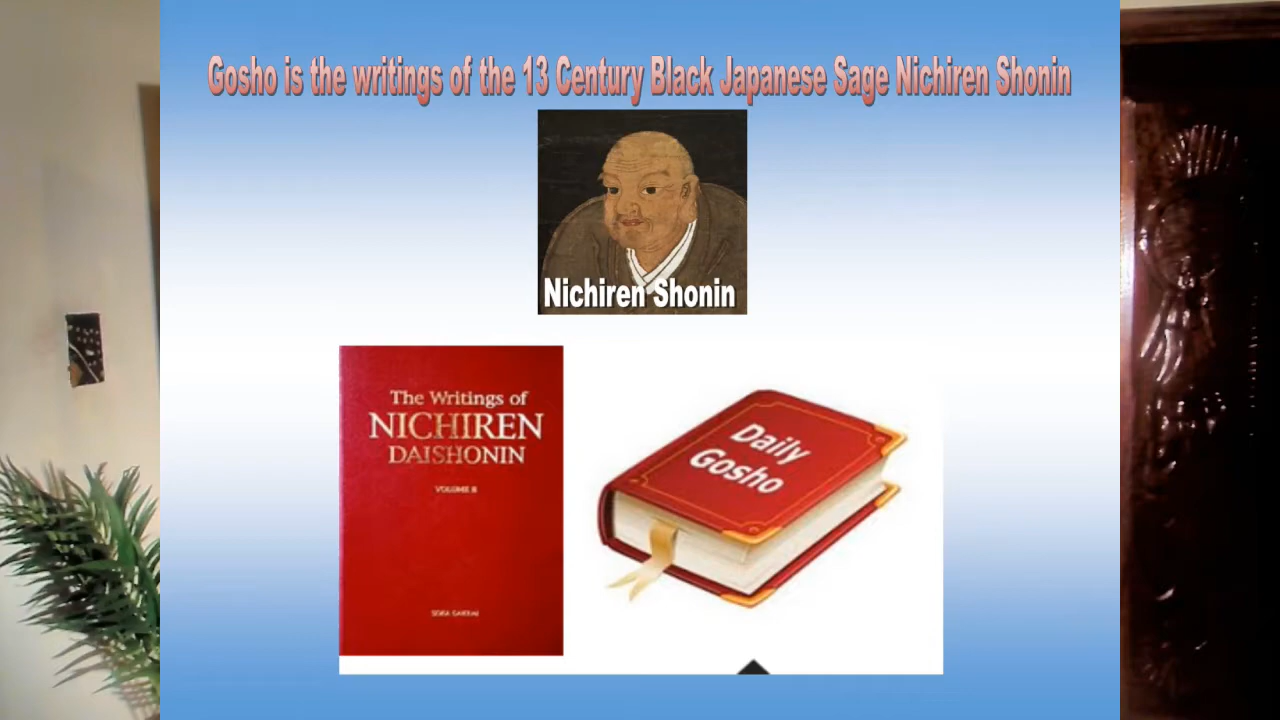 Gosho is the writings of the 13 Century Black Japanese Sage Nichiren Shonin
Nichiren Shonin
The Writings of
NICHIREN
DAISHONIN
VOLUME II
SOKA GAKKAI
Daily
Gosho